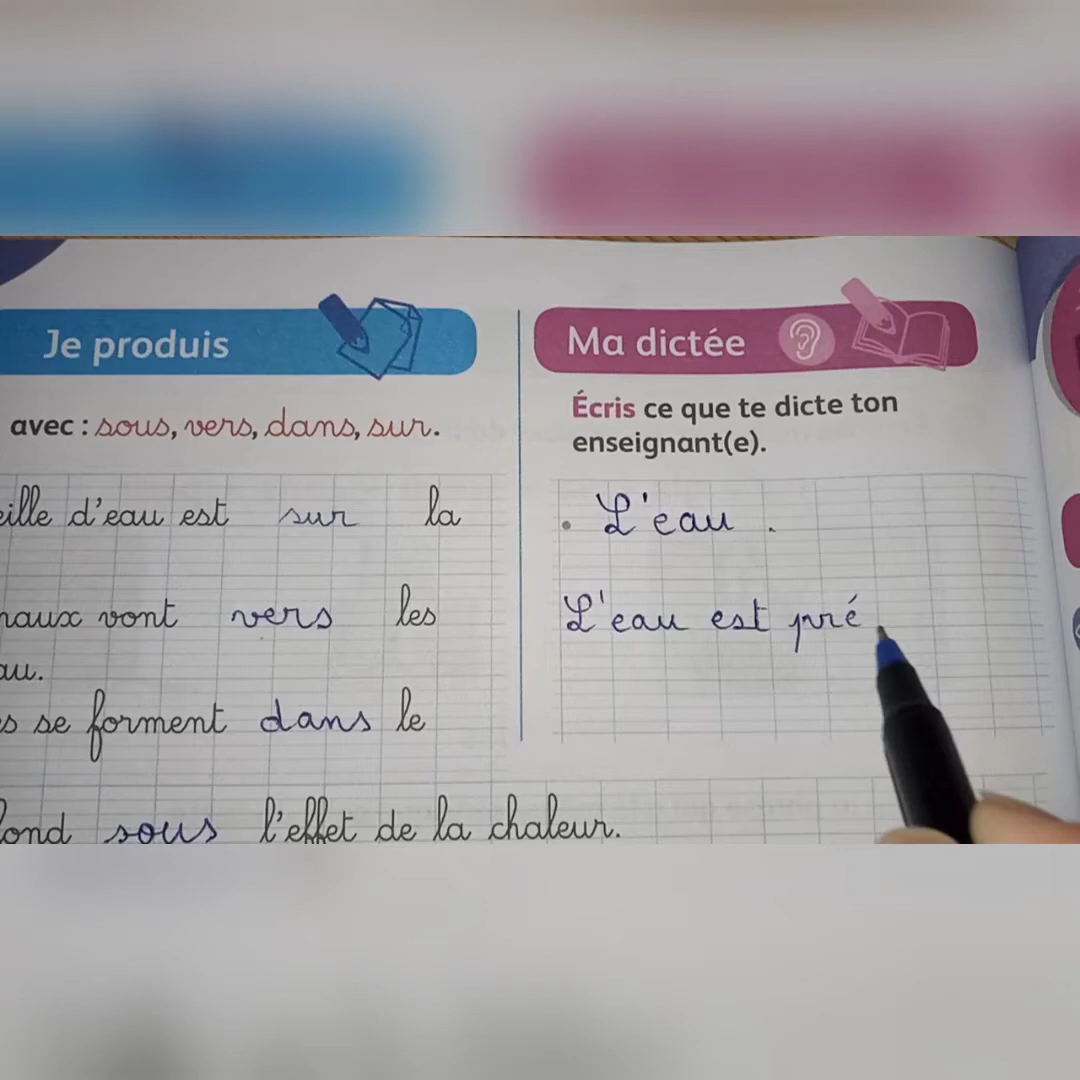 Je produis
avec : sous, vers, dans, sur.
eille d'eau est sur la
maux vont vers les
au.
s se forment dans le
fond sous l'effet de la chaleur.
Ma dictée
Écris ce que te dicte ton
enseignant(e).
. L'eau .
L'eau est pré